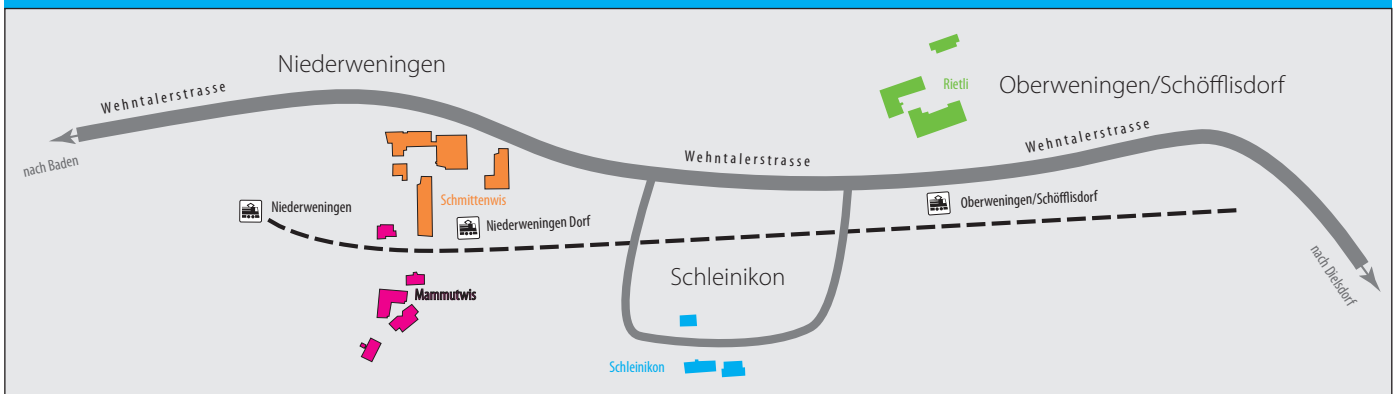 Niederweningen
Wehntalerstrasse
nach Baden
Rietli
Oberweningen/Schöfflisdorf
Wehntalerstrasse
Wehntalerstrasse
Schmittenwis
Niederweningen
Niederweningen Dorf
Oberweningen/Schöfflisdorf
nach Dielsdorf
Schleinikon
Mammutwis
Schleinikon